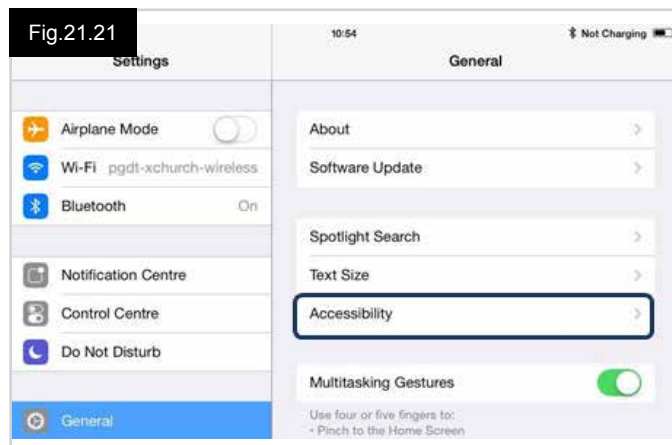 Fig.21.21
10:54
Not Charging
Settings
General
Airplane Mode
Wi-Fi pgdt-xchurch-wireless
Bluetooth On
Notification Centre
Control Centre
Do Not Disturb
General
About
Software Update
Spotlight Search
Text Size
Accessibility
Multitasking Gestures
Use four or five fingers to:
- Pinch to the Home Screen